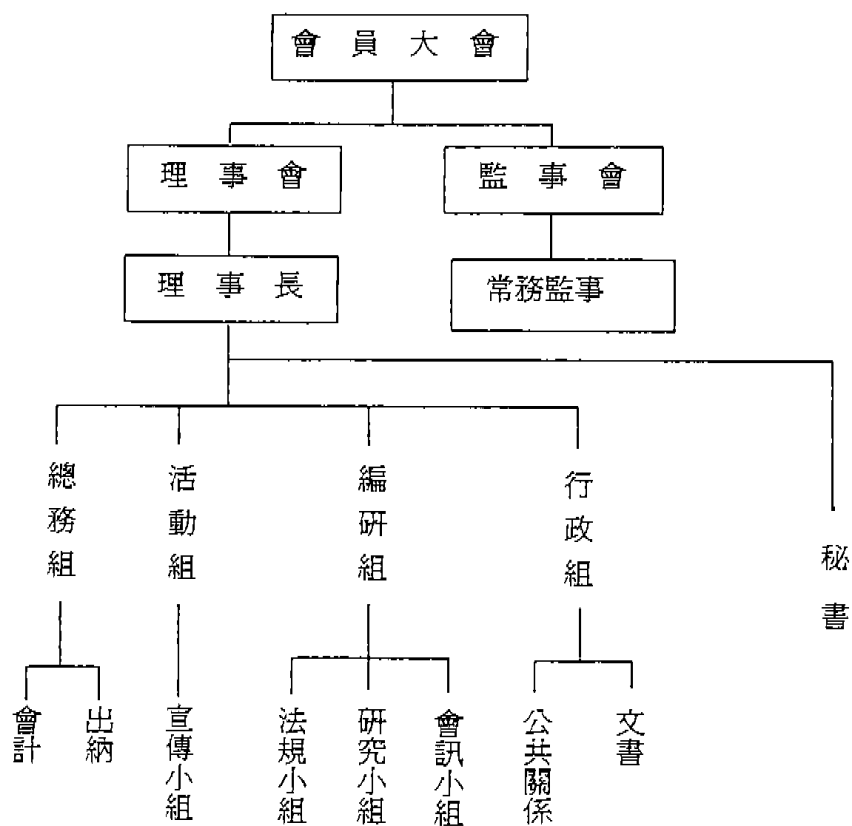 會員大會
理事會
監事會
理事長
常務監事
總務組
活動組
編研組
行政組
秘書
會計
出納
宣傳小組
法規小組
研究小組
會訊小組
公共關係
文書